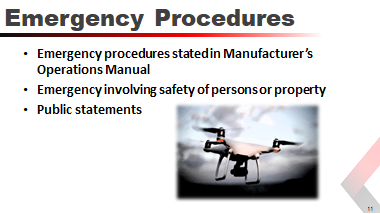 Emergency Procedures
• Emergency procedures stated in Manufacturer's
Operations Manual
• Emergency involving safety of persons or property
• Public statements
11